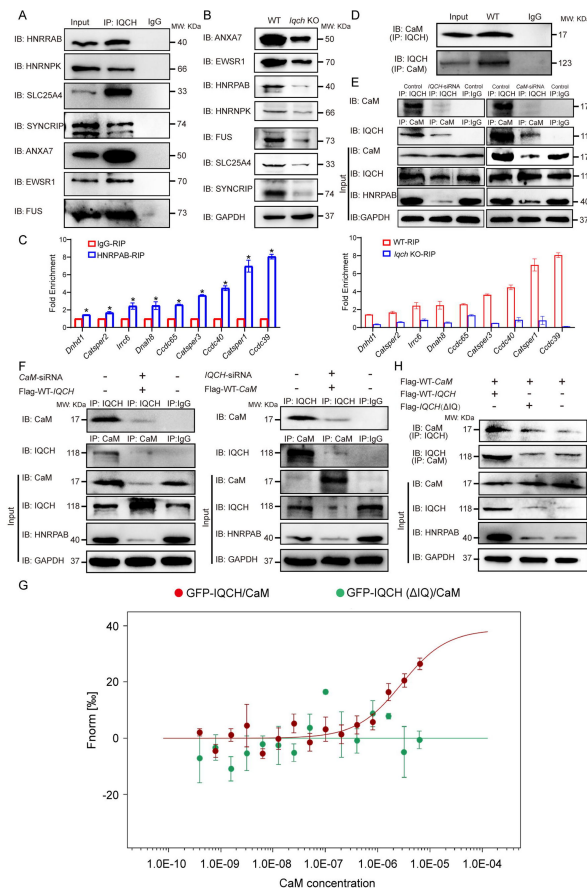 A
Input IP: IQCH IgG MW: KDa
IB: HNRRAB 40
IB: HNRNPK 66
IB: SLC25A4 33
IB: SYNCRIP 74
IB: ANXA7 50
IB: EWSR1 70
IB: FUS 73
B
WT Iqch KO MW: KDa
IB: ANXA7 50
IB: EWSR1 70
IB: HNRPAB 40
IB: HNRNPK 66
IB: FUS 73
IB: SLC25A4 33
IB: SYNCRIP 74
IB: GAPDH 37
D
Input WT IgG MW: KDa
IB: CaM (IP: IQCH) 17
IB: IQCH (IP: CaM) 123
E
Control IQCH-siRNA Control Control CaM-siRNA Control MW: KDa
IP: IQCH IP: IQCH IP:IgG IP: IQCH IP: IQCH IP:IgG
IB: CaM 17
IP: CaM IP: CaM IP:IgG IP: CaM IP: CaM IP:IgG
IB: IQCH
Input
IB: CaM 17
IB: IQCH
IB: HNRPAB 40
IB:GAPDH 37
C
IgG-RIP
HNRPAB-RIP
Fold Enrichment
10
8
6
4
2
0
* * * * * * * * *
Dnhd1 Catsper2 lrrc6 Dnah8 Ccdc65 Catsper3 Ccdc40 Catsper1 Ccdc39
WT-RIP
Iqch KO-RIP
Fold Enrichment
10
8
6
4
2
0
Dnhd1 Catsper2 lrrc6 Dnah8 Ccdc65 Catsper3 Ccdc40 Catsper1 Ccdc39
F
CaM-siRNA - + -
Flag-WT-IQCH - + -
MW: KDa IP: IQCH IP: IQCH IP:IgG
IB: CaM 17
IP: CaM IP: CaM IP:IgG
IB: IQCH 118
Input
IB: CaM 17
IB: IQCH 118
IB: HNRPAB 40
IB: GAPDH 37
IQCH-siRNA - + -
Flag-WT-CaM - + -
MW: KDa IP: IQCH IP: IQCH IP:IgG
IB: CaM 17
IP: CaM IP: CaM IP:IgG
IB: IQCH 118
Input
IB: CaM 17
IB: IQCH 118
IB: HNRPAB 40
IB: GAPDH 37
H
Flag-WT-CaM + + +
Flag-WT-IQCH + - -
Flag-IQCH(ΔIQ) - + -
MW: KDa
IB: CaM (IP: IQCH) 17
IB: IQCH (IP: CaM) 118
Input
IB: CaM 17
IB: IQCH 118
IB: HNRPAB 40
IB: GAPDH 37
G
GFP-IQCH/CaM GFP-IQCH (ΔIQ)/CaM
Fnorm [‰]
40
20
0
-20
1.0E-10 1.0E-09 1.0E-08 1.0E-07 1.0E-06 1.0E-05 1.0E-04
CaM concentration